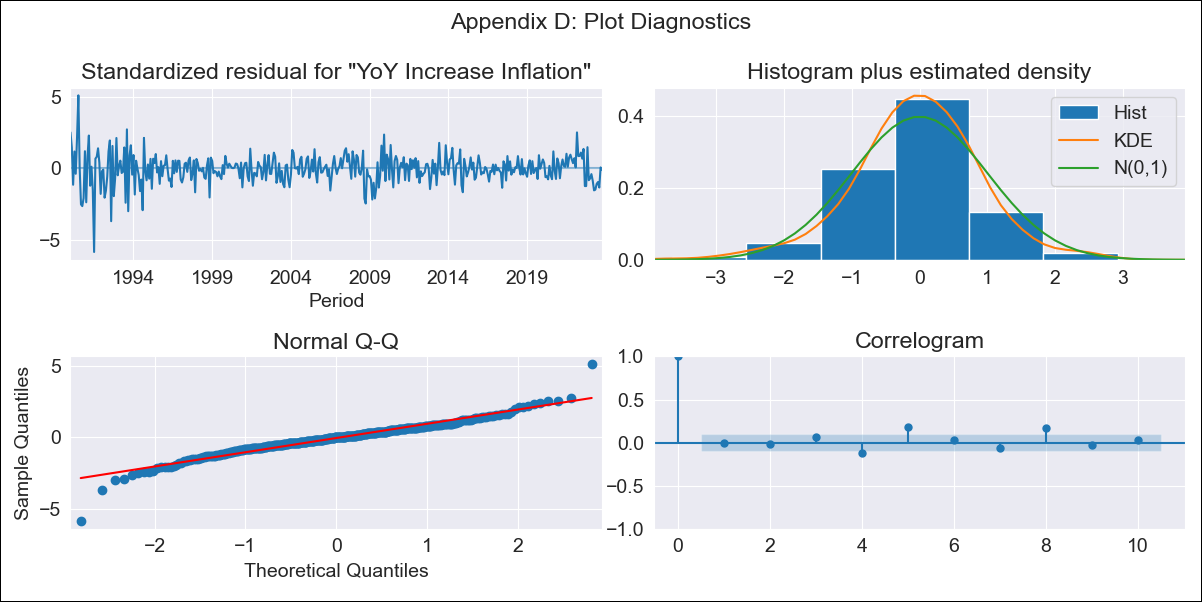 Appendix D: Plot Diagnostics
Standardized residual for "YoY Increase Inflation"
5
0
−5
1994 1999 2004 2009 2014 2019
Period
Histogram plus estimated density
0.4
0.2
0.0
−3 −2 −1 0 1 2 3
Hist
KDE
N(0,1)
Normal Q-Q
Sample Quantiles
5
0
−5
−2 −1 0 1 2
Theoretical Quantiles
Correlogram
1.0
0.5
0.0
−0.5
−1.0
0 2 4 6 8 10